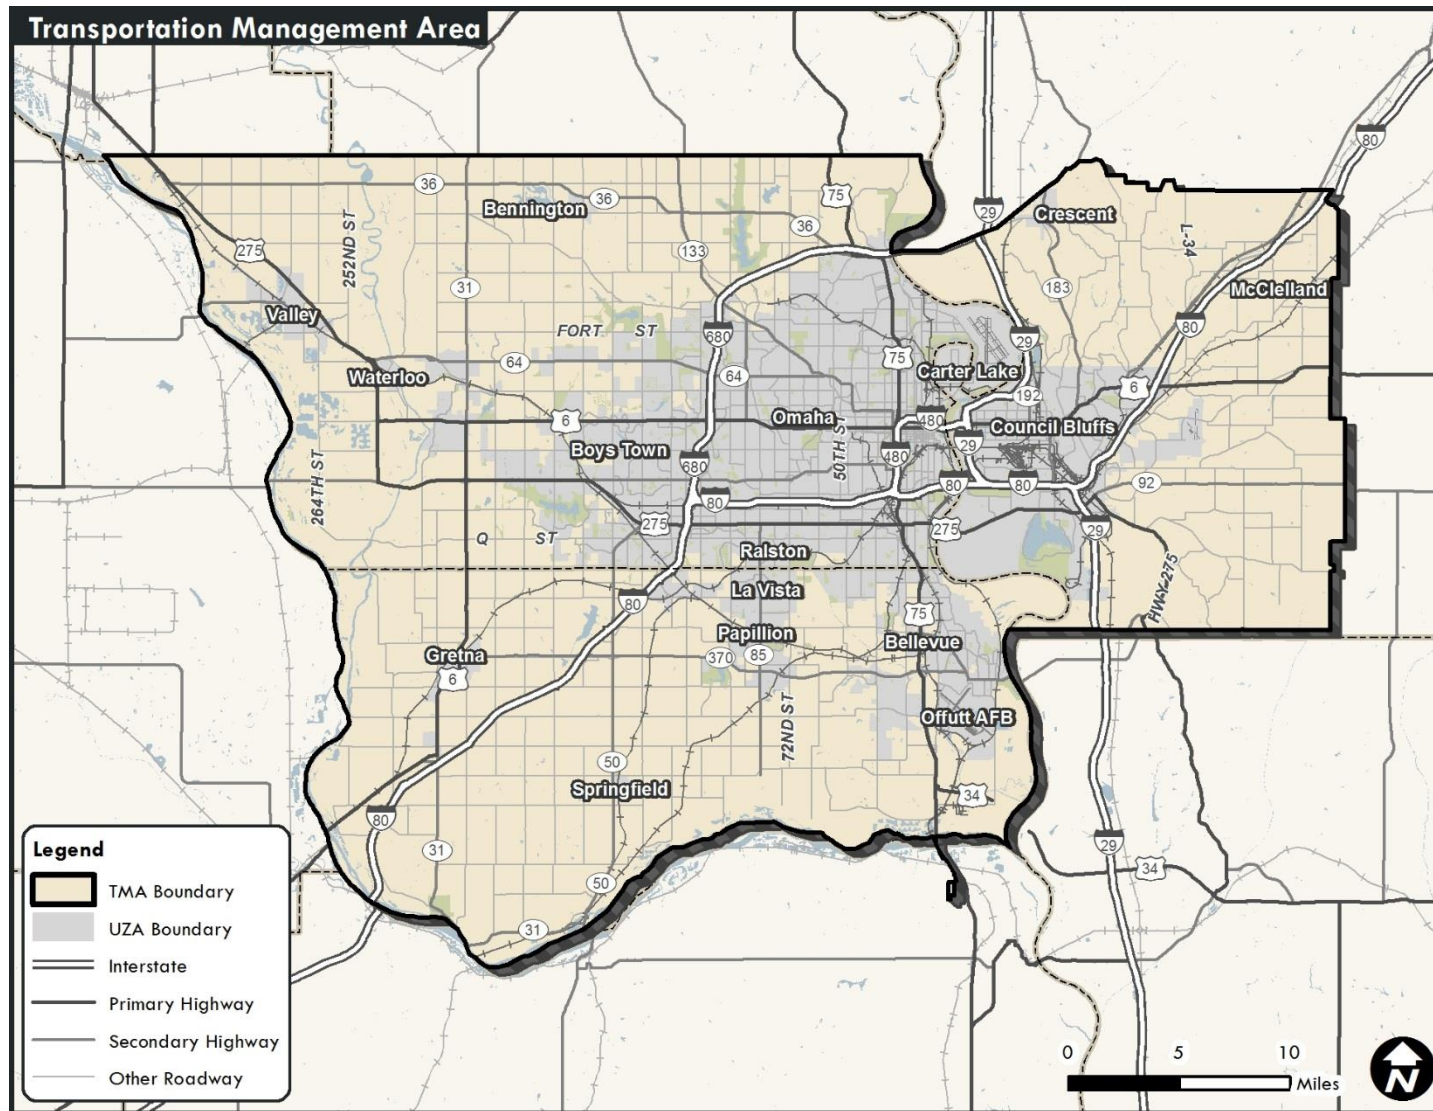 Transportation Management Area
80
36
36
75
29
Crescent
L-34
Bennington
36
275
252ND ST
133
31
183
McClelland
Valley
FORT ST
680
75
29
80
64
64
Carter Lake
Waterloo
6
192
6
Omaha
480
Council Bluffs
Boys Town
50TH ST
29
680
480
80
80
80
92
264TH ST
275
275
29
Q ST
Ralston
HWY 275
La Vista
80
75
Papillion
Bellevue
Gretna
370
85
6
72ND ST
Offutt AFB
50
Springfield
34
80
31
29
34
50
31
Legend
TMA Boundary
UZA Boundary
Interstate
Primary Highway
Secondary Highway
Other Roadway
0 5 10
Miles
N